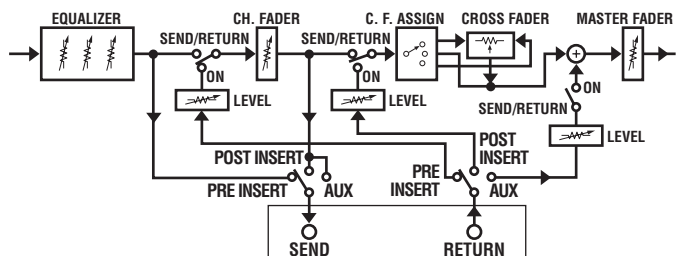 EQUALIZER
CH. FADER
C. F. ASSIGN
CROSS FADER
MASTER FADER
SEND/RETURN
SEND/RETURN
ON
ON
ON
LEVEL
LEVEL
SEND/RETURN
LEVEL
POST INSERT
PRE INSERT
AUX
PRE
INSERT
POST
INSERT
AUX
SEND
RETURN